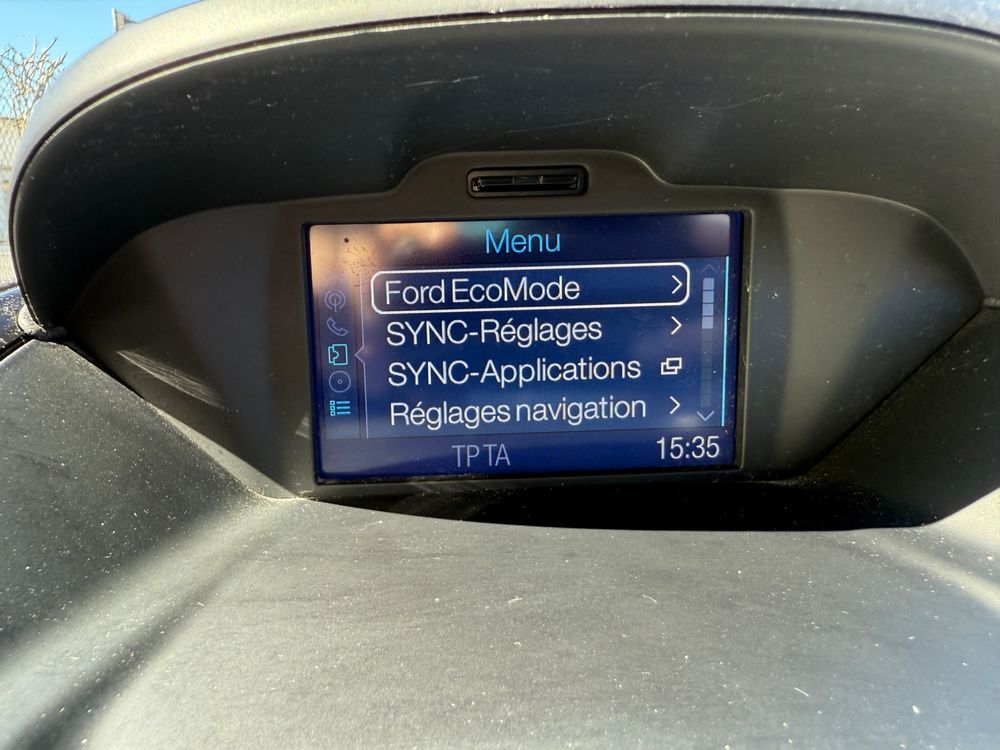 Menu
Ford EcoMode
SYNC-Réglages
SYNC-Applications
Réglages navigation
TP TA 15:35